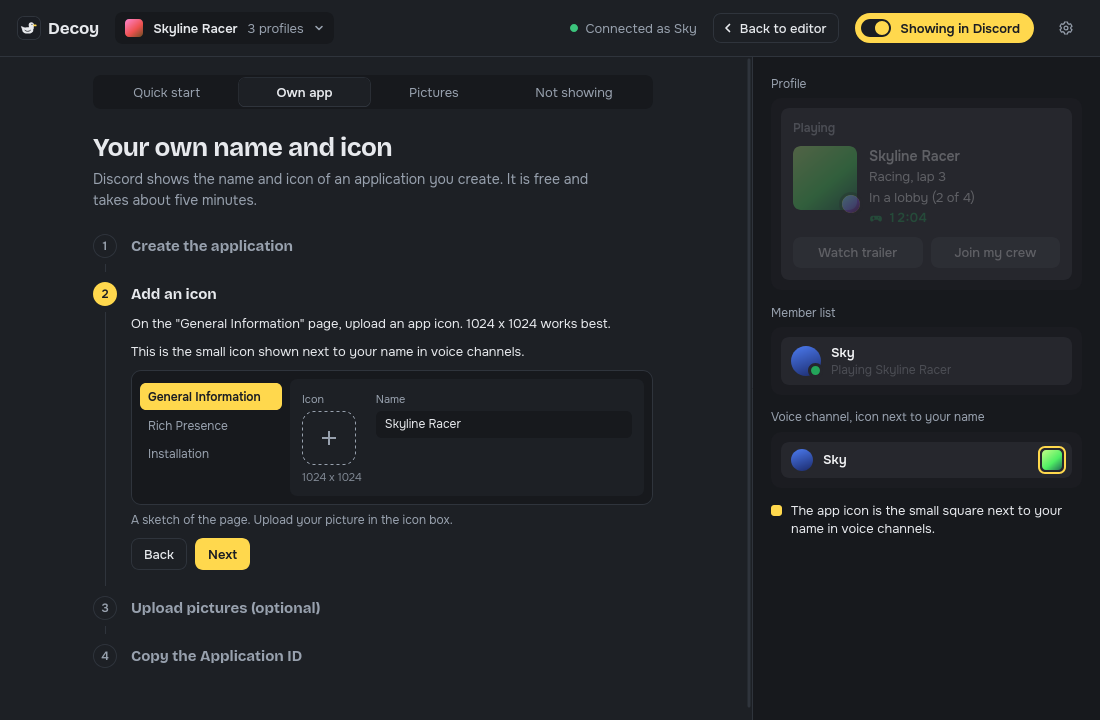 Decoy
Skyline Racer 3 profiles
Connected as Sky
Back to editor
Showing in Discord
Quick start
Own app
Pictures
Not showing
Your own name and icon
Discord shows the name and icon of an application you create. It is free and
takes about five minutes.
1 Create the application
2 Add an icon
On the "General Information" page, upload an app icon. 1024 x 1024 works best.
This is the small icon shown next to your name in voice channels.
General Information
Rich Presence
Installation
Icon
1024 x 1024
Name
Skyline Racer
A sketch of the page. Upload your picture in the icon box.
Back
Next
3 Upload pictures (optional)
4 Copy the Application ID
Profile
Playing
Skyline Racer
Racing, lap 3
In a lobby (2 of 4)
12:04
Watch trailer
Join my crew
Member list
Sky
Playing Skyline Racer
Voice channel, icon next to your name
Sky
The app icon is the small square next to your
name in voice channels.